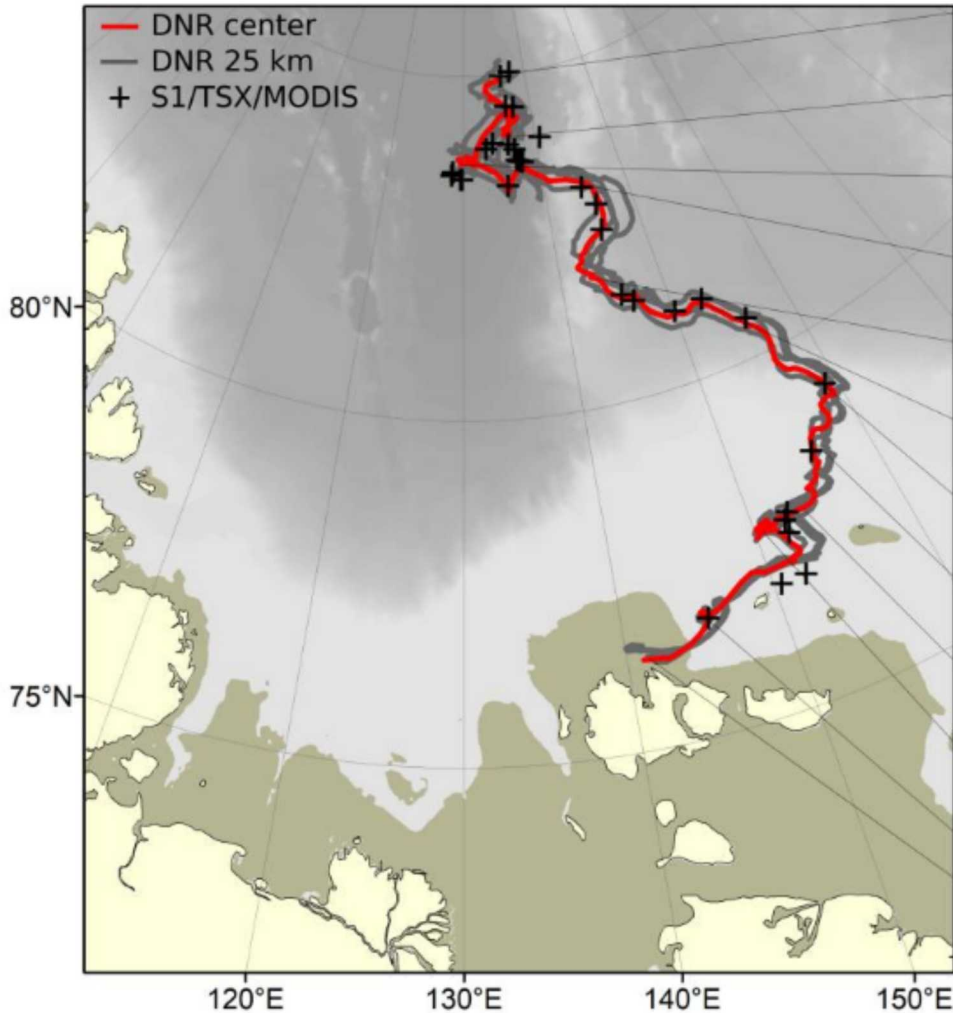 DNR center
DNR 25 km
S1/TSX/MODIS
80°N
75°N
120°E
130°E
140°E
150°E